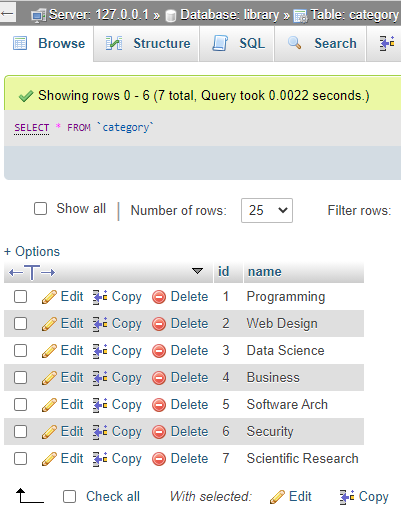 Server: 127.0.0.1 » Database: library » Table: category
Browse Structure SQL Search
Showing rows 0 - 6 (7 total, Query took 0.0022 seconds.)
SELECT * FROM `category`
Show all Number of rows: 25 Filter rows:
+ Options
id name
Edit Copy Delete 1 Programming
Edit Copy Delete 2 Web Design
Edit Copy Delete 3 Data Science
Edit Copy Delete 4 Business
Edit Copy Delete 5 Software Arch
Edit Copy Delete 6 Security
Edit Copy Delete 7 Scientific Research
Check all With selected: Edit Copy